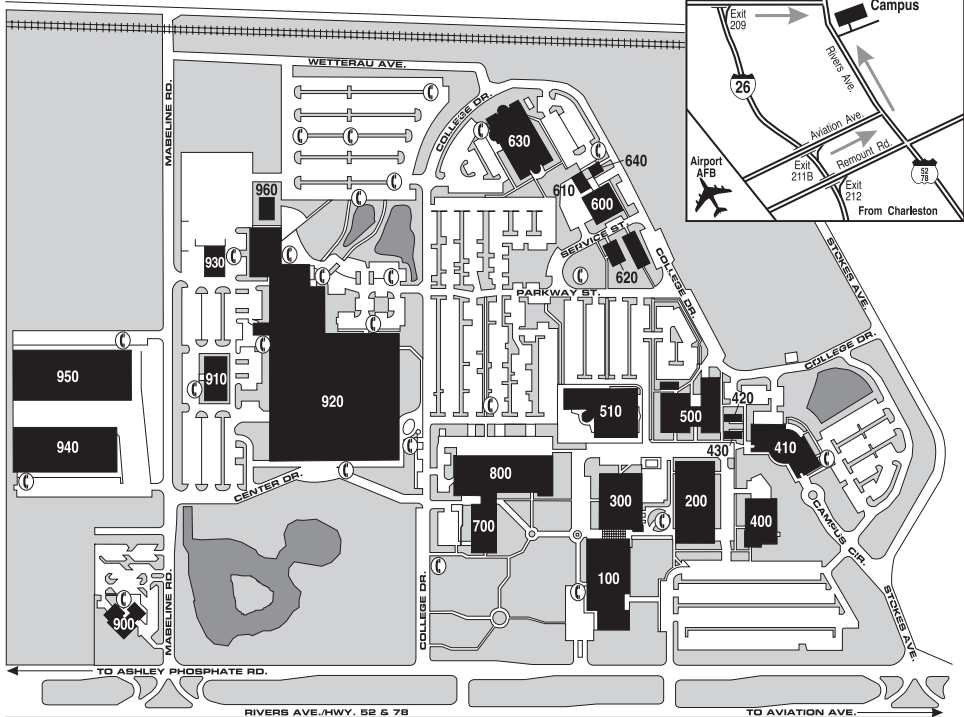 Campus
Exit
209
26
Rivers Ave.
Aviation Ave.
Remount Rd.
Airport
AFB
Exit
211B
Exit
212
52
78
From Charleston
WETTERAU AVE.
MABELINE RD.
COLLEGE DR.
630
640
610
600
960
SERVICE ST.
620
930
PARKWAY ST.
COLLEGE DR.
STOKES AVE.
COLLEGE DR.
950
910
920
510
500
420
430
410
940
800
CENTER DR.
300
200
400
700
CAMPUS CIR.
100
900
MABELINE RD.
COLLEGE DR.
STOKES AVE.
TO ASHLEY PHOSPHATE RD.
RIVERS AVE./HWY. 52 & 78
TO AVIATION AVE.